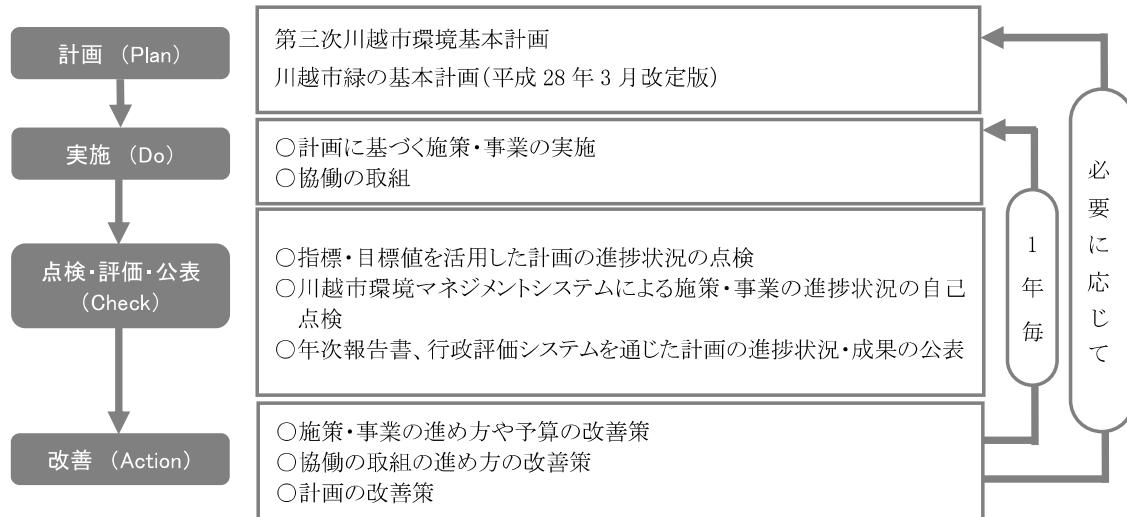 計画 （Plan）
第三次川越市環境基本計画
川越市緑の基本計画（平成 28 年 3 月改定版）
実施 （Do）
○計画に基づく施策・事業の実施
○協働の取組
点検・評価・公表
（Check）
○指標・目標値を活用した計画の進捗状況の点検
○川越市環境マネジメントシステムによる施策・事業の進捗状況の自己
点検
○年次報告書、行政評価システムを通じた計画の進捗状況・成果の公表
改善 （Action）
○施策・事業の進め方や予算の改善策
○協働の取組の進め方の改善策
○計画の改善策
1年毎
必要に応じて